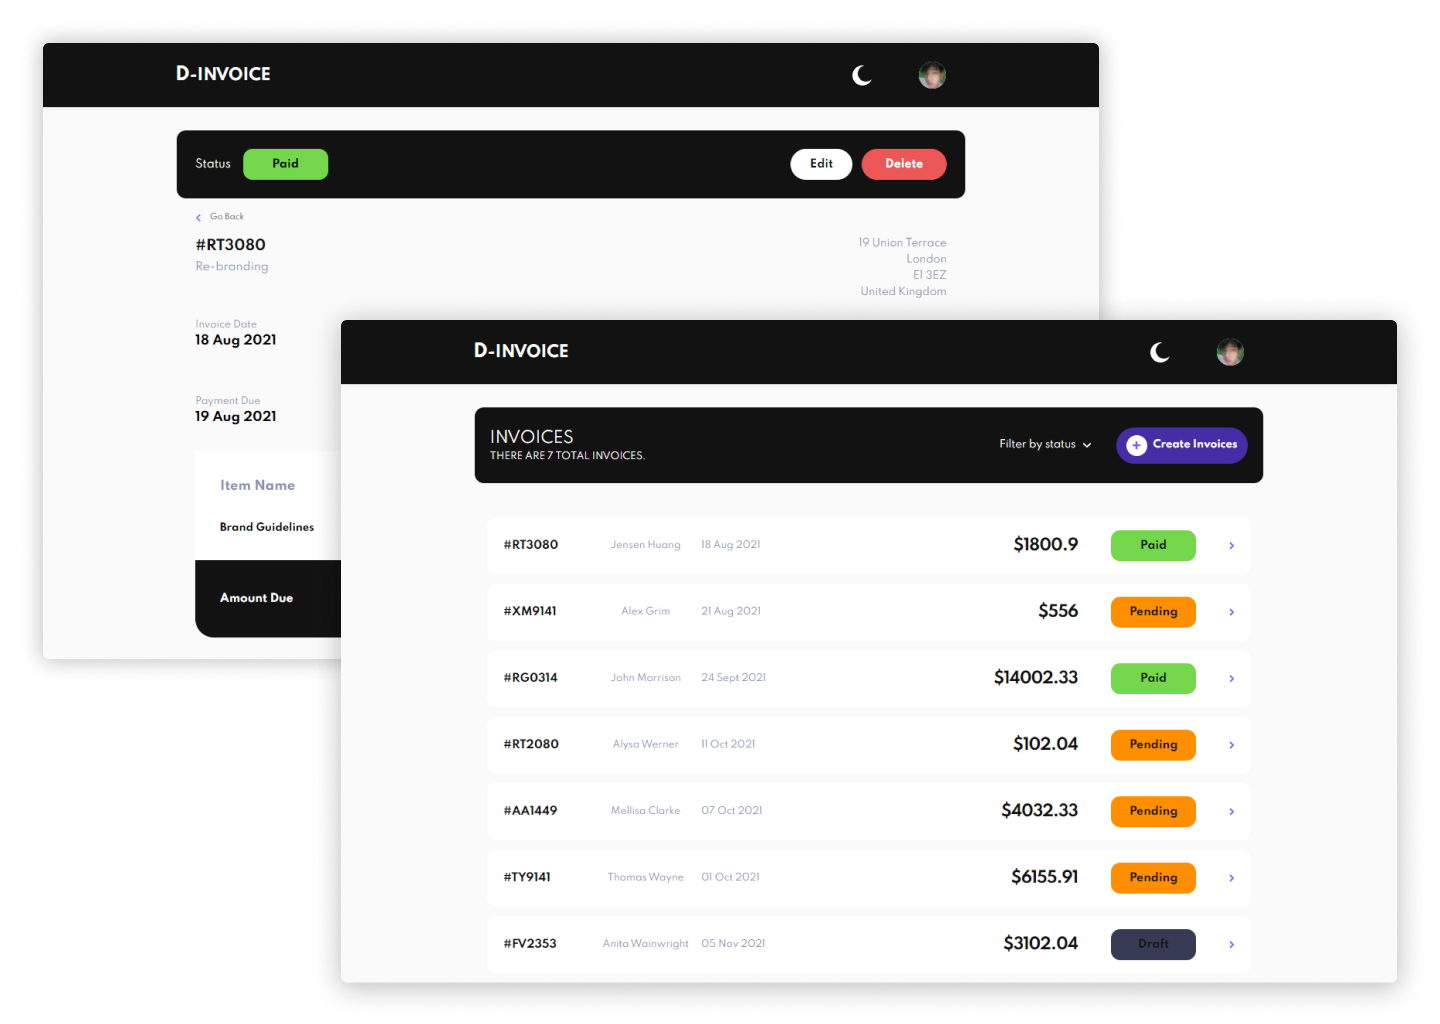 D-INVOICE
Status Paid Edit Delete
Go Back
#RT3080
Re-branding
19 Union Terrace
London
E1 3EZ
United Kingdom
Invoice Date
18 Aug 2021
Payment Due
19 Aug 2021
Item Name
Brand Guidelines
Amount Due
D-INVOICE
INVOICES
THERE ARE 7 TOTAL INVOICES.
Filter by status
Create Invoices
#RT3080 Jensen Huang 18 Aug 2021 $1800.9 Paid
#XM9141 Alex Grim 21 Aug 2021 $556 Pending
#RG0314 John Morrison 24 Sept 2021 $14002.33 Paid
#RT2080 Alysa Werner 11 Oct 2021 $102.04 Pending
#AA1449 Mellisa Clarke 07 Oct 2021 $4032.33 Pending
#TY9141 Thomas Wayne 01 Oct 2021 $6155.91 Pending
#FV2353 Anita Wainwright 05 Nov 2021 $3102.04 Draft